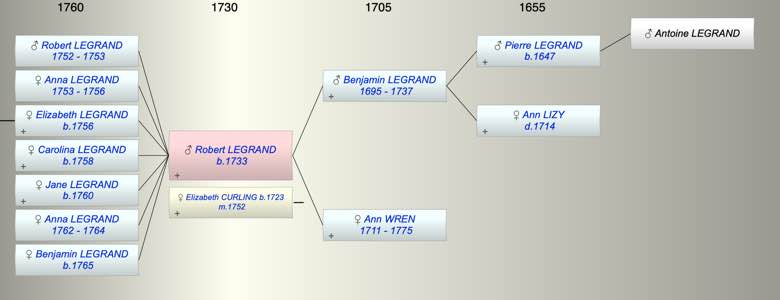 1760
1730
1705
1655
♂ Robert LEGRAND
1752 - 1753
♀ Anna LEGRAND
1753 - 1756
♀ Elizabeth LEGRAND
b.1756
+
♀ Carolina LEGRAND
b.1758
+
♀ Jane LEGRAND
b.1760
+
♀ Anna LEGRAND
1762 - 1764
♀ Benjamin LEGRAND
b.1765
♂ Robert LEGRAND
b.1733
+
♀ Elizabeth CURLING b.1723
m.1752
+
♂ Benjamin LEGRAND
1695 - 1737
+
♀ Ann WREN
1711 - 1775
+
♂ Pierre LEGRAND
b.1647
+
♀ Ann LIZY
d.1714
+
♂ Antoine LEGRAND